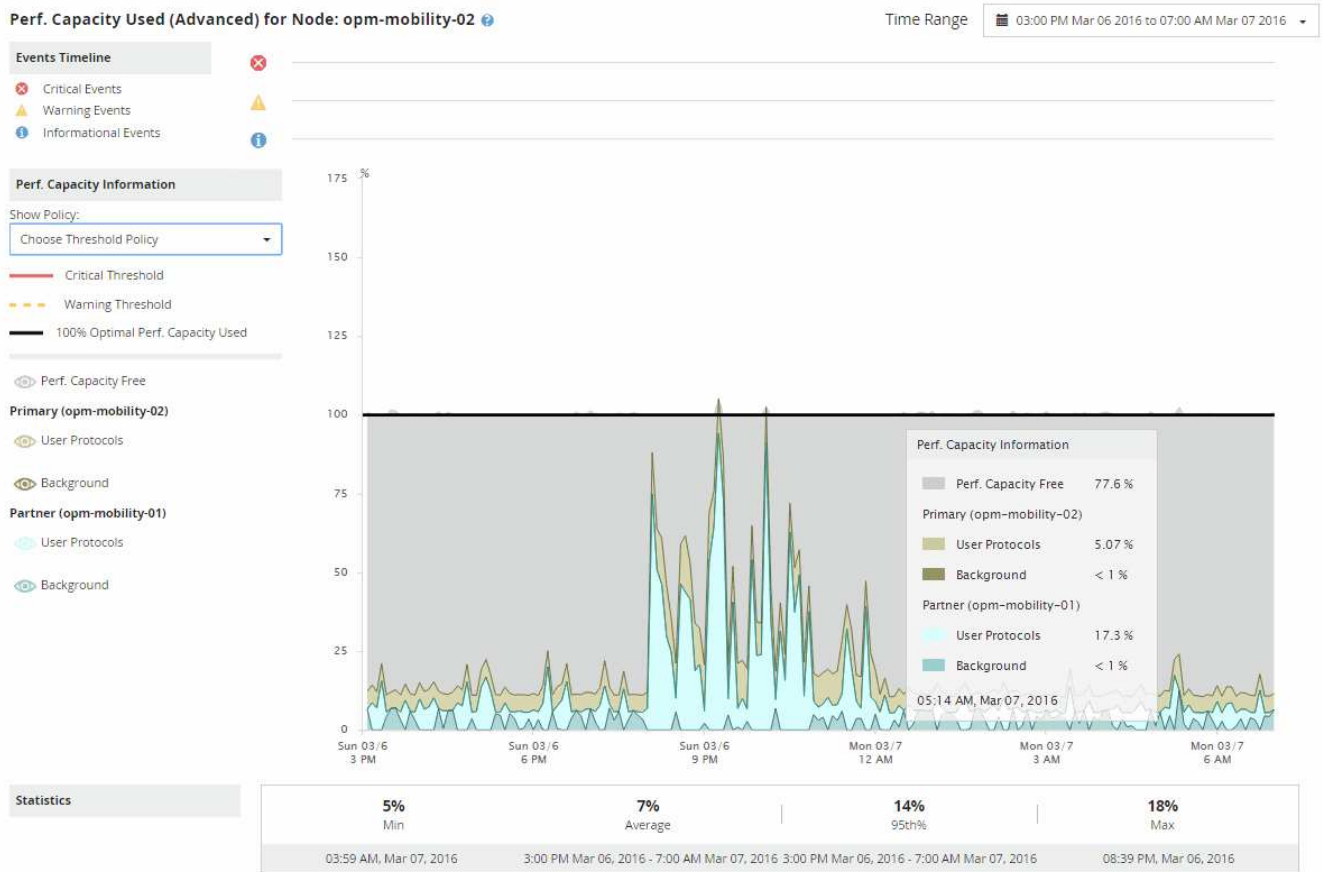 Perf. Capacity Used (Advanced) for Node: opm-mobility-02 ?
Time Range 03:00 PM Mar 06 2016 to 07:00 AM Mar 07 2016
Events Timeline
Critical Events
Warning Events
Informational Events
Perf. Capacity Information
Show Policy:
Choose Threshold Policy
Critical Threshold
Warning Threshold
100% Optimal Perf. Capacity Used
Perf. Capacity Free
Primary (opm-mobility-02)
User Protocols
Background
Partner (opm-mobility-01)
User Protocols
Background
%
175
150
125
100
75
50
25
0
Sun 03/6 Sun 03/6 Sun 03/6 Mon 03/7 Mon 03/7 Mon 03/7
3 PM 6 PM 9 PM 12 AM 3 AM 6 AM
Perf. Capacity Information
Perf. Capacity Free 77.6 %
Primary (opm-mobility-02)
User Protocols 5.07 %
Background < 1 %
Partner (opm-mobility-01)
User Protocols 17.3 %
Background < 1 %
05:14 AM, Mar 07, 2016
Statistics
5% 7% 14% 18%
Min Average 95th% Max
03:59 AM, Mar 07, 2016 3:00 PM Mar 06, 2016 - 7:00 AM Mar 07, 2016 3:00 PM Mar 06, 2016 - 7:00 AM Mar 07, 2016 08:39 PM, Mar 06, 2016